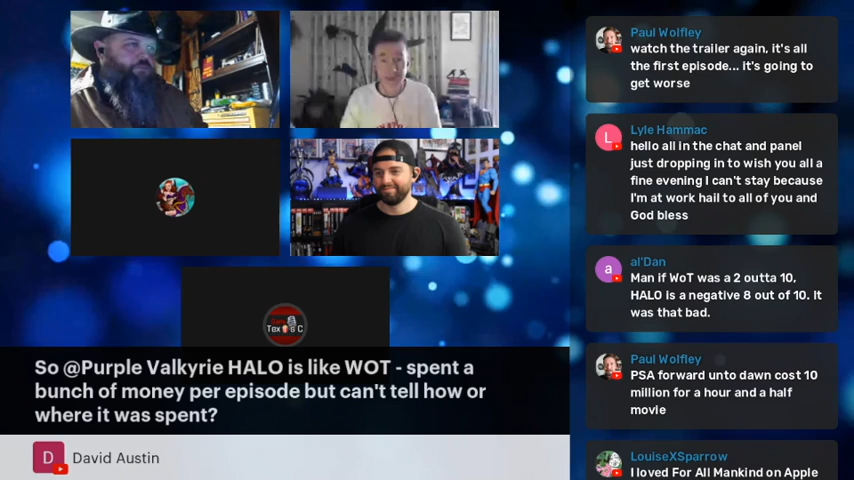 Paul Wolfley
watch the trailer again, it's all
the first episode... it's going to
get worse
Lyle Hammac
L
hello all in the chat and panel
just dropping in to wish you all a
fine evening I can't stay because
I'm at work hail to all of you and
God bless
al'Dan
a
Man if WoT was a 2 outta 10,
HALO is a negative 8 out of 10. It
was that bad.
Paul Wolfley
PSA forward unto dawn cost 10
million for a hour and a half
movie
LouiseXSparrow
I loved For All Mankind on Apple
So @Purple Valkyrie HALO is like WOT - spent a
bunch of money per episode but can't tell how or
where it was spent?
D
David Austin